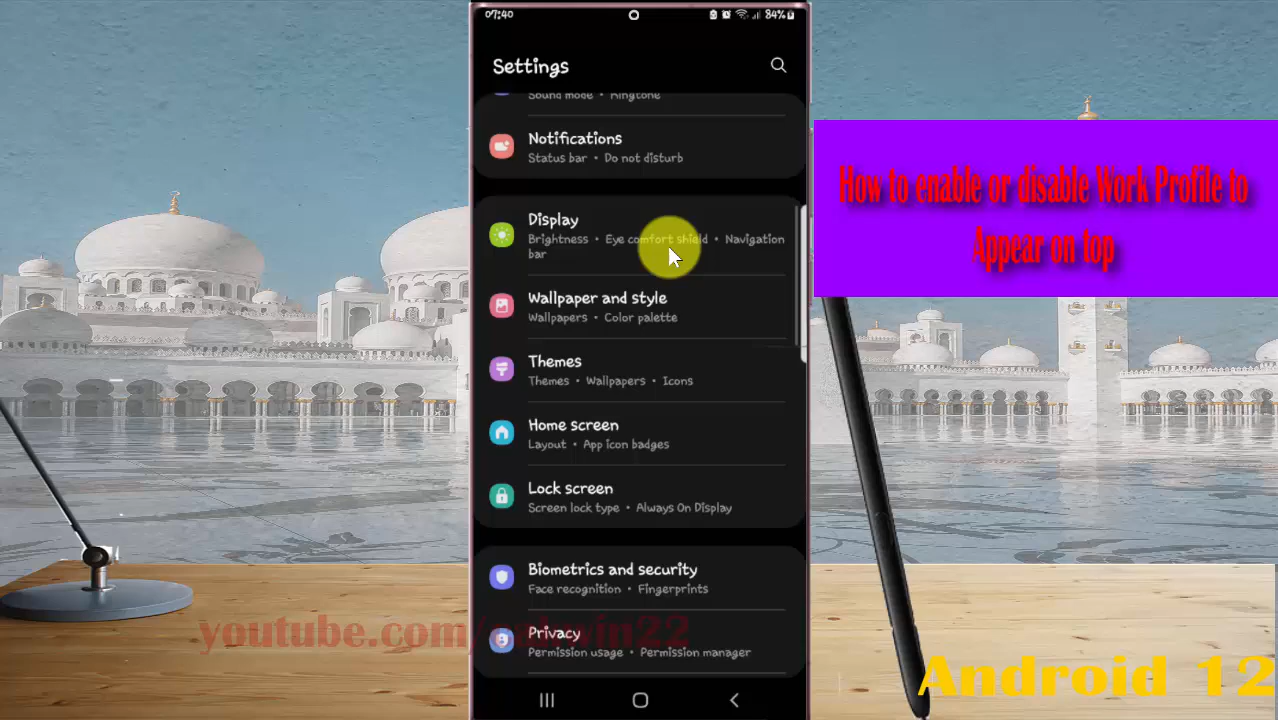 07:40
84%
Settings
Sound mode • Ringtone
Notifications
Status bar • Do not disturb
Display
Brightness • Eye comfort shield • Navigation
bar
Wallpaper and style
Wallpapers • Color palette
Themes
Themes • Wallpapers • Icons
Home screen
Layout • App icon badges
Lock screen
Screen lock type • Always On Display
Biometrics and security
Face recognition • Fingerprints
Privacy
Permission usage • Permission manager
How to enable or disable Work Profile to
Appear on top
Android 12